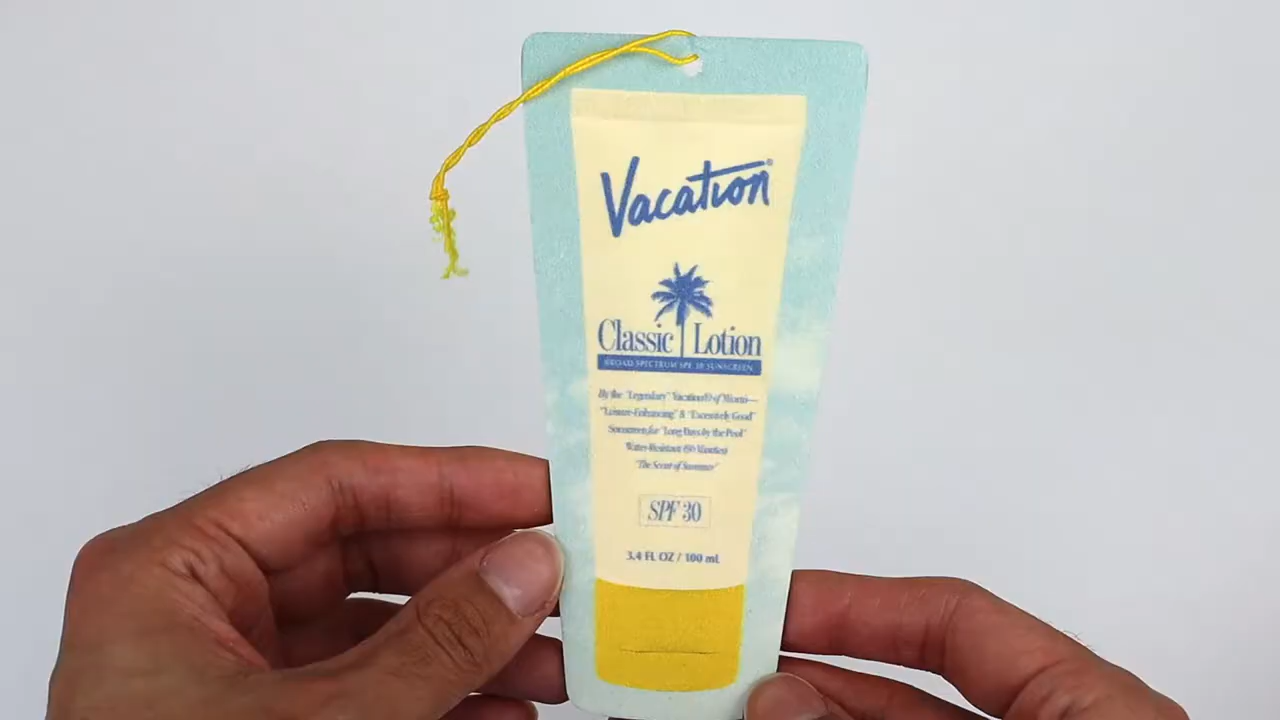 Vacation®
Classic Lotion
BROAD SPECTRUM SPF 30 SUNSCREEN
By the "Legendary" Vacation® of Miami—
"Leisure-Enhancing" & "Excessively Good"
Sunscreen for "Long Days by the Pool"
Water-Resistant (80 Minutes)
"The Scent of Summer"
SPF 30
3.4 FL OZ / 100 mL